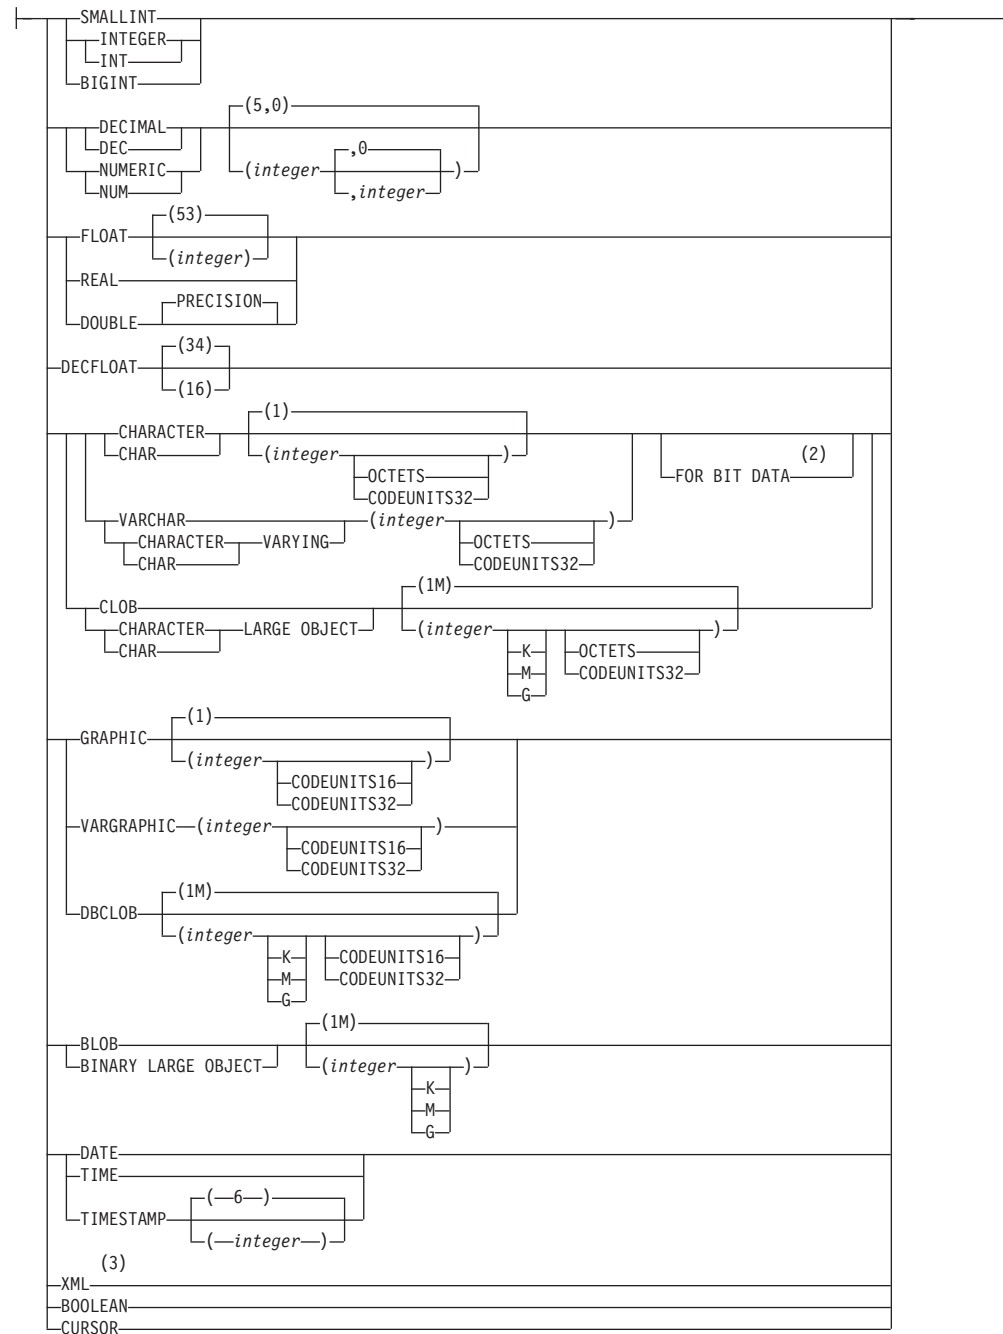 SMALLINT
INTEGER
INT
BIGINT
(5,0)
DECIMAL
DEC ,0
NUMERIC (integer )
NUM ,integer
(53)
FLOAT
(integer)
REAL
PRECISION
DOUBLE
(34)
DECFLOAT
(16)
(1)
CHARACTER
CHAR (integer ) (2)
OCTETS FOR BIT DATA
CODEUNITS32
VARCHAR (integer )
CHARACTER VARYING OCTETS
CHAR CODEUNITS32
(1M)
CLOB
CHARACTER LARGE OBJECT (integer )
CHAR K OCTETS
M CODEUNITS32
G
(1)
GRAPHIC
(integer )
CODEUNITS16
CODEUNITS32
VARGRAPHIC (integer )
CODEUNITS16
CODEUNITS32
(1M)
DBCLOB
(integer )
K CODEUNITS16
M CODEUNITS32
G
(1M)
BLOB
BINARY LARGE OBJECT (integer )
K
M
G
DATE
TIME
( 6 )
TIMESTAMP
( integer )
(3)
XML
BOOLEAN
CURSOR